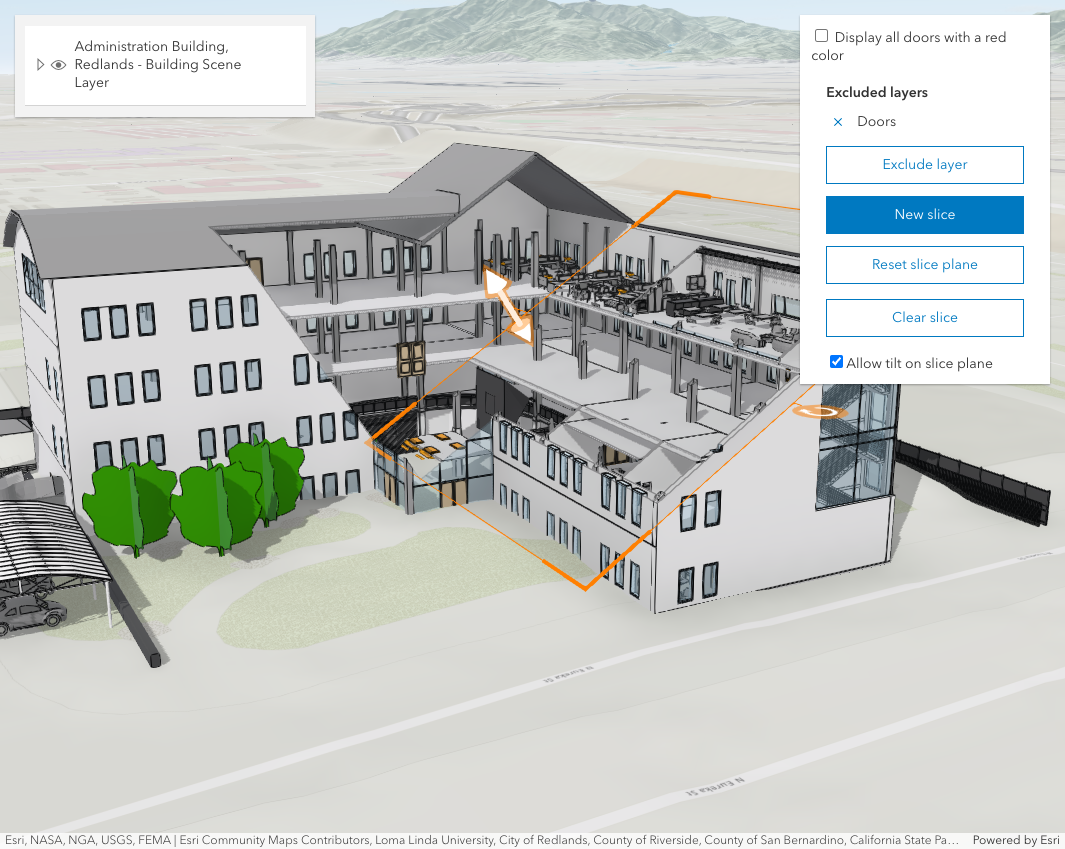 Administration Building,
Redlands - Building Scene
Layer
Display all doors with a red
color
Excluded layers
Doors
Exclude layer
New slice
Reset slice plane
Clear slice
Allow tilt on slice plane
N Eureka St
N Eureka St
Esri, NASA, NGA, USGS, FEMA | Esri Community Maps Contributors, Loma Linda University, City of Redlands, County of Riverside, County of San Bernardino, California State Pa…
Powered by Esri